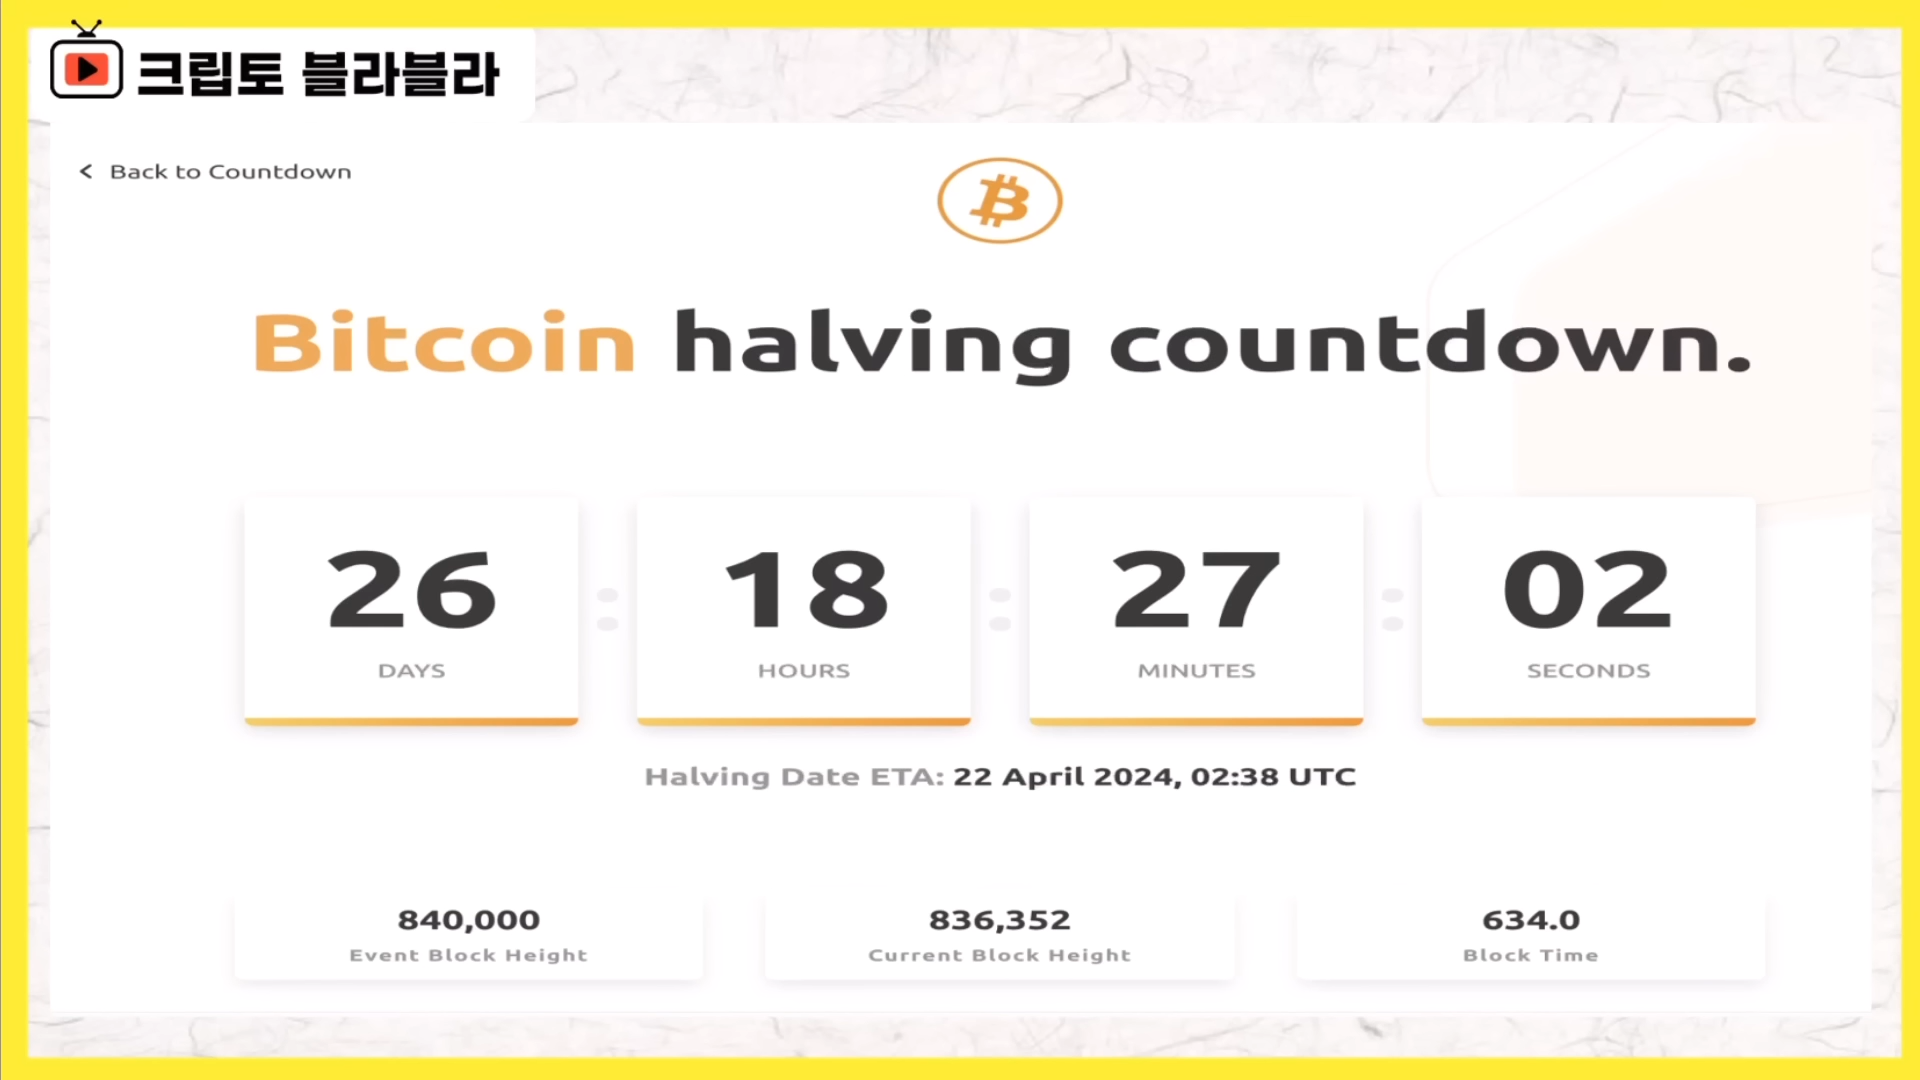 크립토 블라블라
Back to Countdown
Bitcoin halving countdown.
26 : 18 : 27 : 02
DAYS HOURS MINUTES SECONDS
Halving Date ETA: 22 April 2024, 02:38 UTC
840,000 836,352 634.0
Event Block Height Current Block Height Block Time